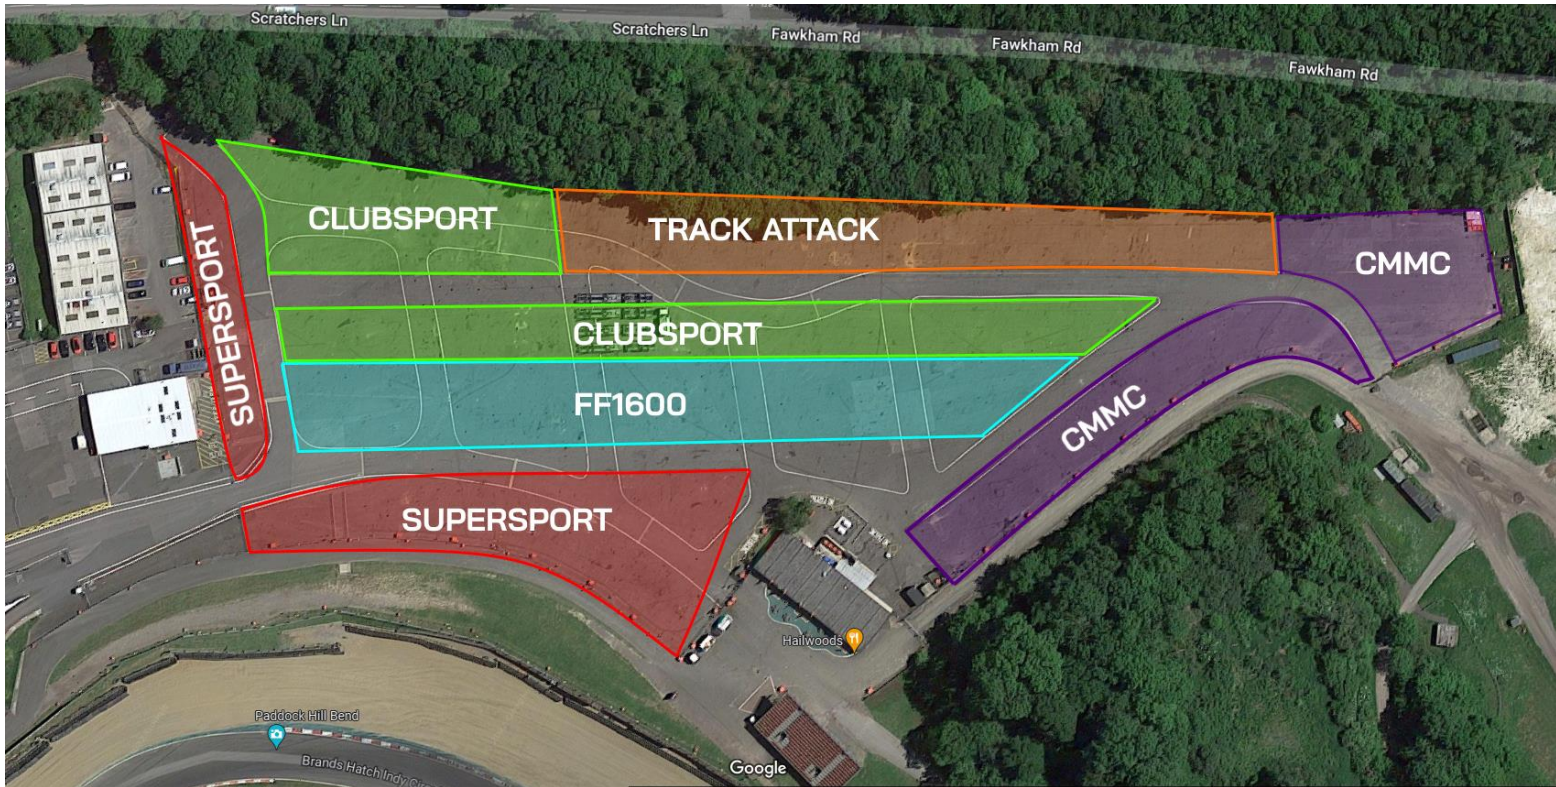 Scratchers Ln
Scratchers Ln
Fawkham Rd
Fawkham Rd
Fawkham Rd
CLUBSPORT
TRACK ATTACK
CMMC
SUPERSPORT
CLUBSPORT
FF1600
CMMC
SUPERSPORT
Hailwoods
Paddock Hill Bend
Brands Hatch Indy Cir
Google